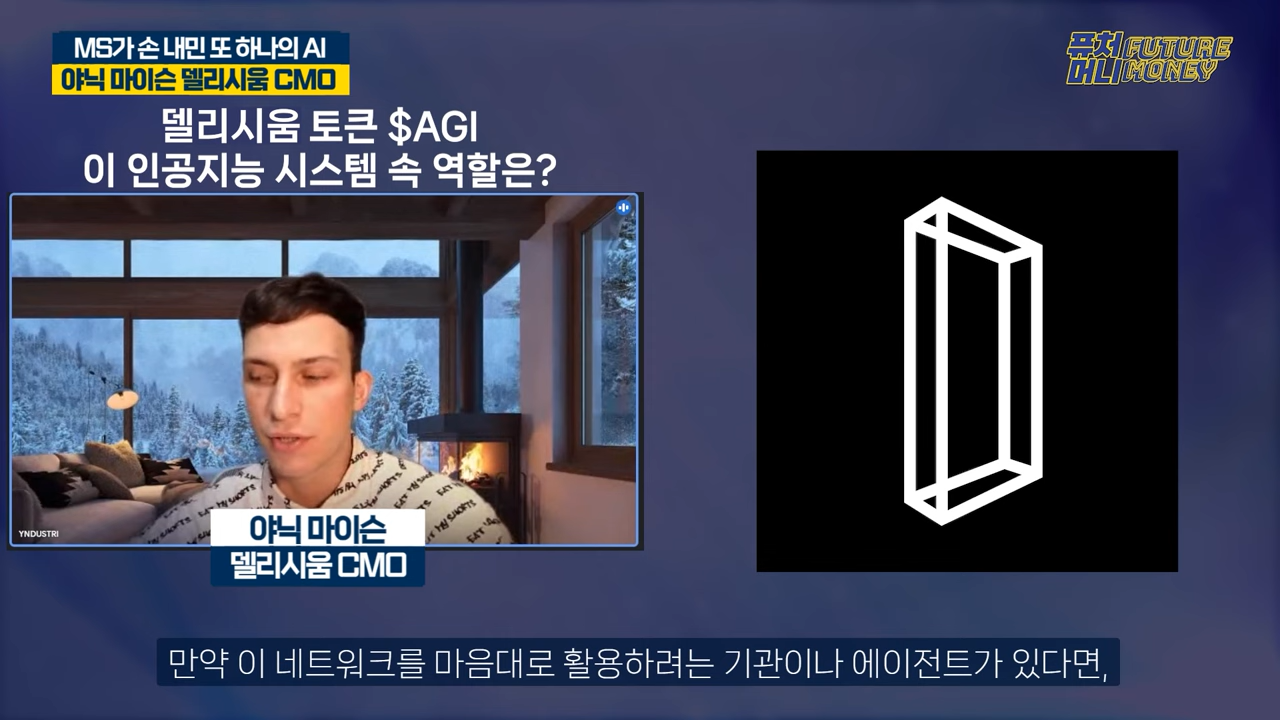 MS가 손 내민 또 하나의 AI
야닉 마이슨 델리시움 CMO
퓨처 FUTURE
머니 MONEY
델리시움 토큰 $AGI
이 인공지능 시스템 속 역할은?
YNDUSTRI
야닉 마이슨
델리시움 CMO
만약 이 네트워크를 마음대로 활용하려는 기관이나 에이전트가 있다면,